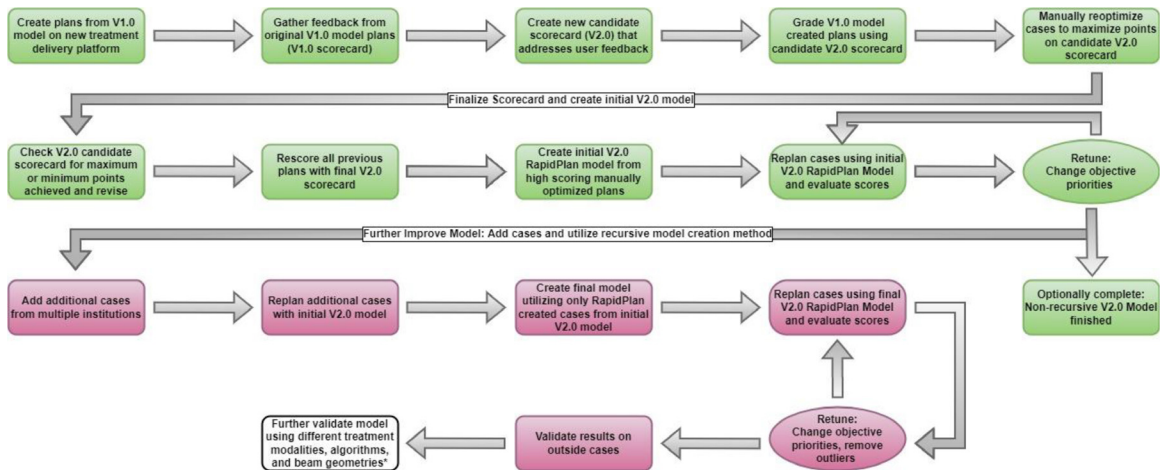 Create plans from V1.0
model on new treatment
delivery platform
Gather feedback from
original V1.0 model plans
(V1.0 scorecard)
Create new candidate
scorecard (V2.0) that
addresses user feedback
Grade V1.0 model
created plans using
candidate V2.0 scorecard
Manually reoptimize
cases to maximize points
on candidate V2.0
scorecard
Finalize Scorecard and create initial V2.0 model
Check V2.0 candidate
scorecard for maximum
or minimum points
achieved and revise
Rescore all previous
plans with final V2.0
scorecard
Create initial V2.0
RapidPlan model from
high scoring manually
optimized plans
Replan cases using initial
V2.0 RapidPlan Model
and evaluate scores
Retune:
Change objective
priorities
Further Improve Model: Add cases and utilize recursive model creation method
Add additional cases
from multiple institutions
Replan additional cases
with initial V2.0 model
Create final model
utilizing only RapidPlan
created cases from initial
V2.0 model
Replan cases using final
V2.0 RapidPlan Model
and evaluate scores
Optionally complete:
Non-recursive V2.0 Model
finished
Further validate model
using different treatment
modalities, algorithms,
and beam geometries*
Validate results on
outside cases
Retune:
Change objective
priorities, remove
outliers